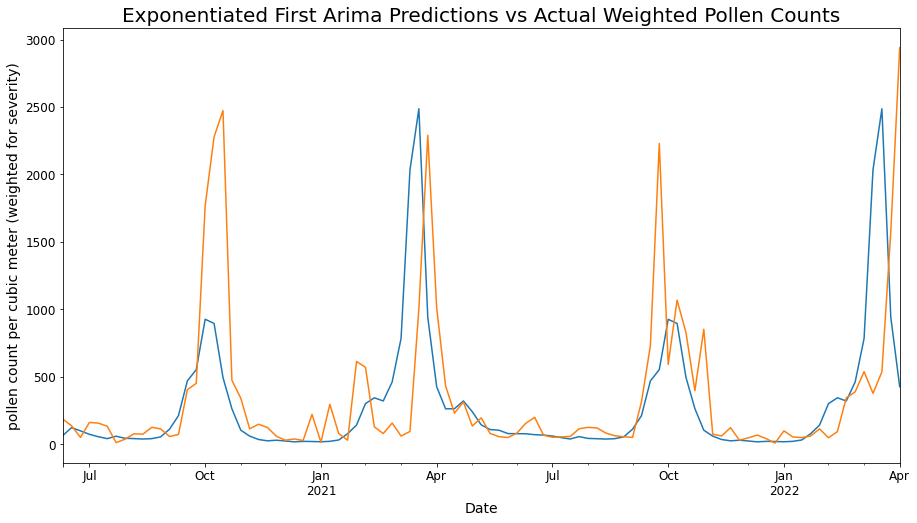 Exponentiated First Arima Predictions vs Actual Weighted Pollen Counts
pollen count per cubic meter (weighted for severity)
3000
2500
2000
1500
1000
500
0
Jul Oct Jan Apr Jul Oct Jan Apr
2021 2022
Date